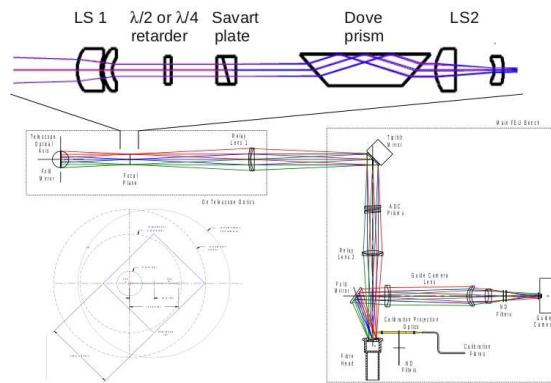 LS 1
λ/2 or λ/4
retarder
Savart
plate
Dove
prism
LS2
Main FEU Bench
Telescope
Optical
Axis
Fold
Mirror
Focal
Plane
Relay
Lens 1
On Telescope Optics
Tiptilt
Mirror
ADC
Prisms
Relay
Lens 2
Fold
Mirror
Guide Camera
Lens
ND
Filters
Guide
Camera
Calibration Projection
Optics
Calibration
Fibres
Fibre
Head
ND
Filters